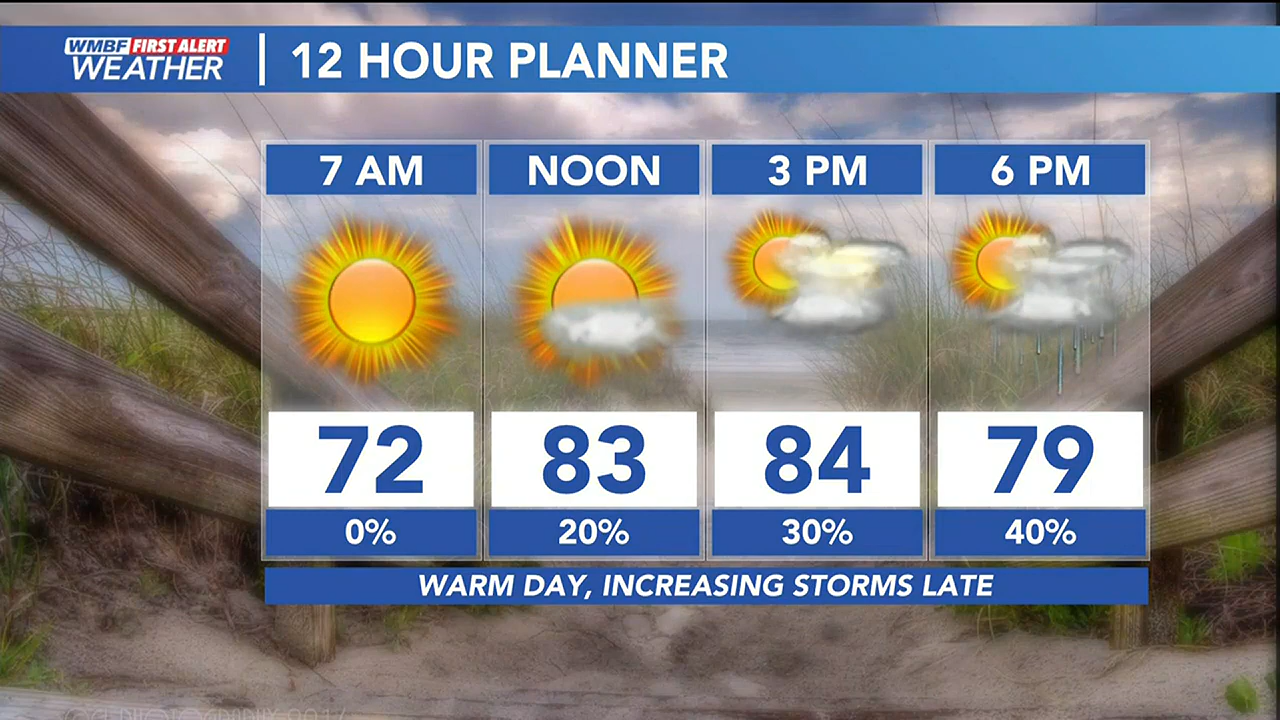 WMBF FIRST ALERT
WEATHER
12 HOUR PLANNER
7 AM
NOON
3 PM
6 PM
72
83
84
79
0%
20%
30%
40%
WARM DAY, INCREASING STORMS LATE